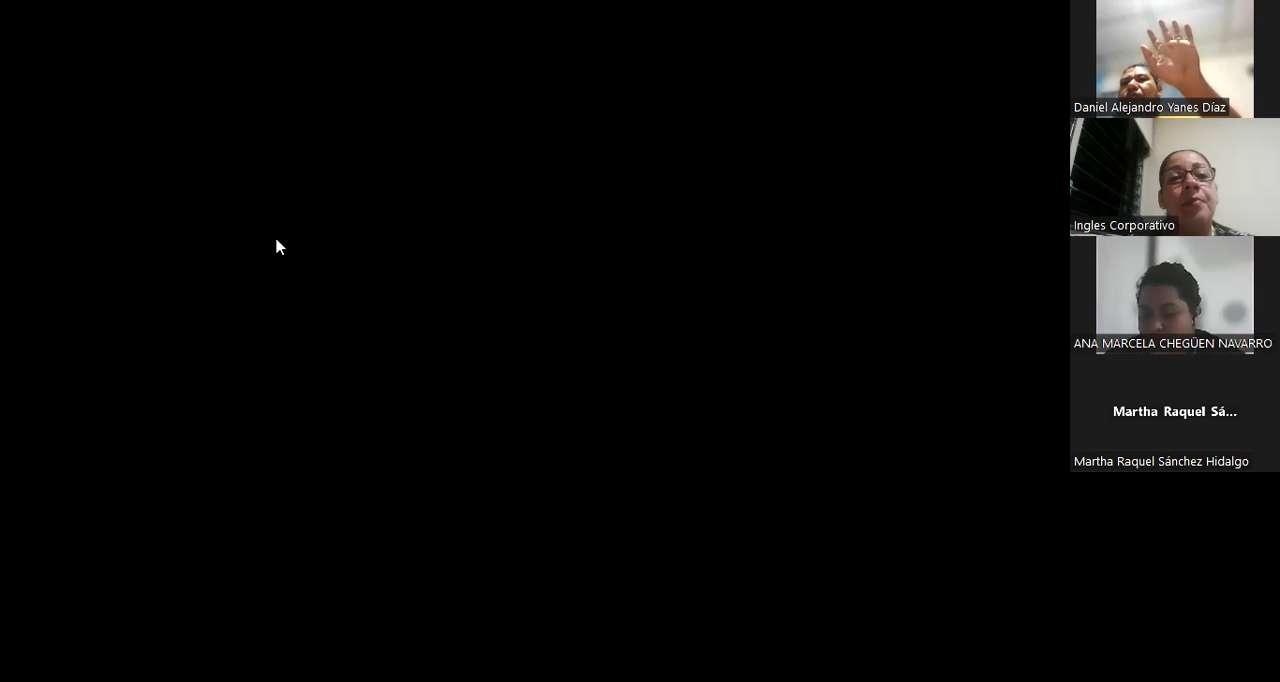 Daniel Alejandro Yanes Díaz
Ingles Corporativo
ANA MARCELA CHEGÜEN NAVARRO
Martha Raquel Sá...
Martha Raquel Sánchez Hidalgo